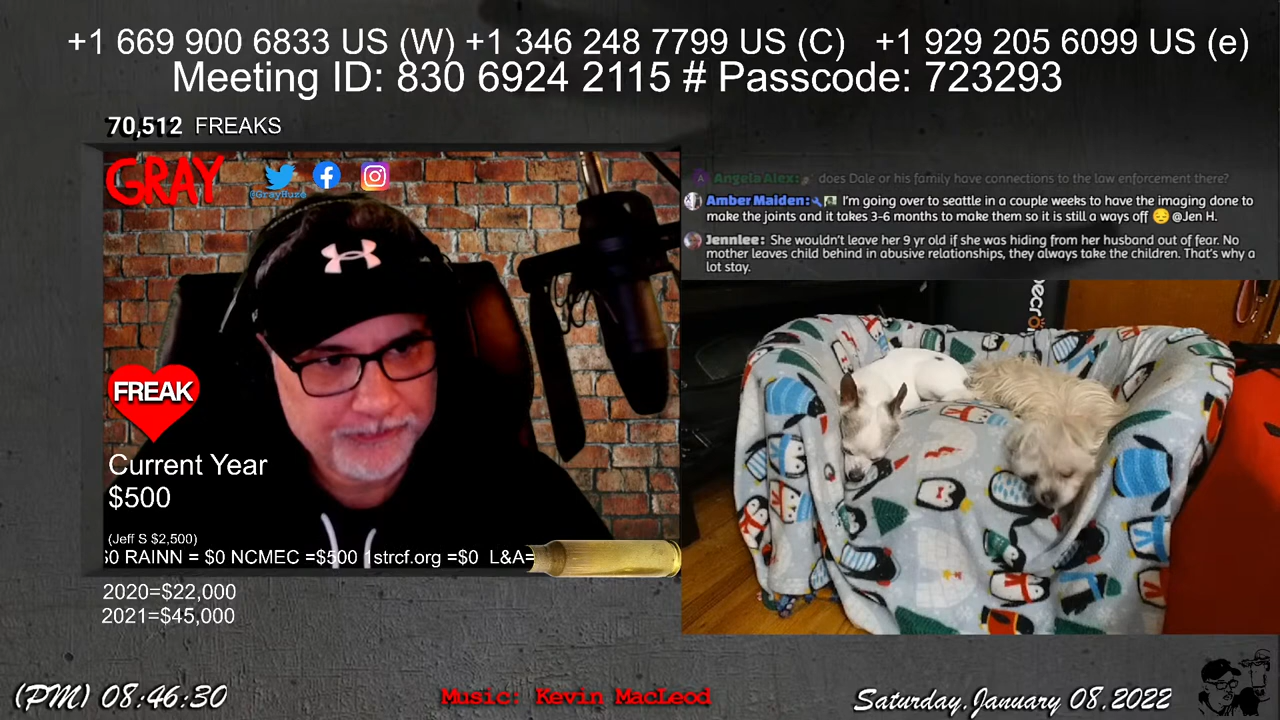 +1 669 900 6833 US (W) +1 346 248 7799 US (C) +1 929 205 6099 US (e)
Meeting ID: 830 6924 2115 # Passcode: 723293
70,512 FREAKS
GRAY
@GrayHuze
A Angela Alex: does Dale or his family have connections to the law enforcement there?
Amber Maiden: I'm going over to seattle in a couple weeks to have the imaging done to
make the joints and it takes 3-6 months to make them so it is still a ways off 😔 @Jen H.
Jennlee: She wouldn't leave her 9 yr old if she was hiding from her husband out of fear. No
mother leaves child behind in abusive relationships, they always take the children. That's why a
lot stay.
FREAK
Current Year
$500
(Jeff S $2,500)
$0 RAINN = $0 NCMEC =$500 1strcf.org =$0 L&A=
2020=$22,000
2021=$45,000
(PM) 08:46:30
Music: Kevin MacLeod
Saturday, January 08, 2022